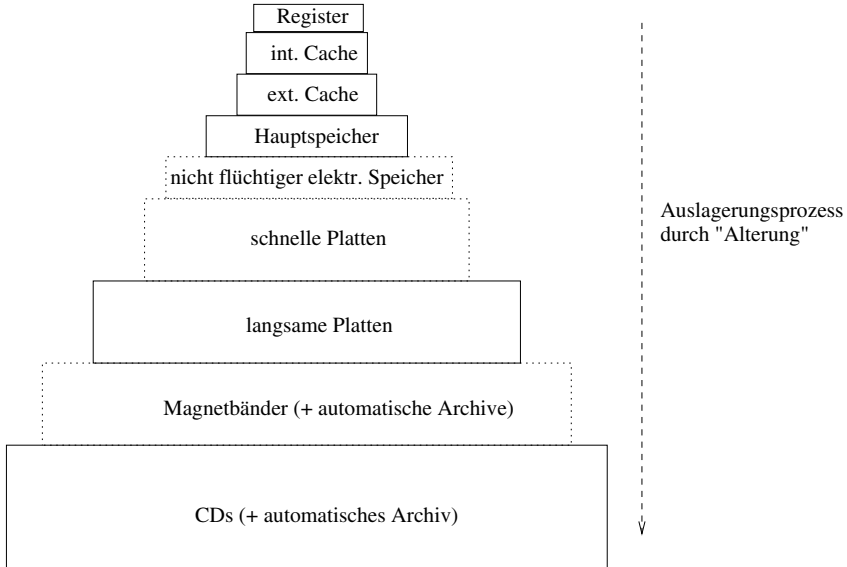 Register
int. Cache
ext. Cache
Hauptspeicher
nicht flüchtiger elektr. Speicher
schnelle Platten
langsame Platten
Magnetbänder (+ automatische Archive)
CDs (+ automatisches Archiv)
Auslagerungsprozess
durch "Alterung"